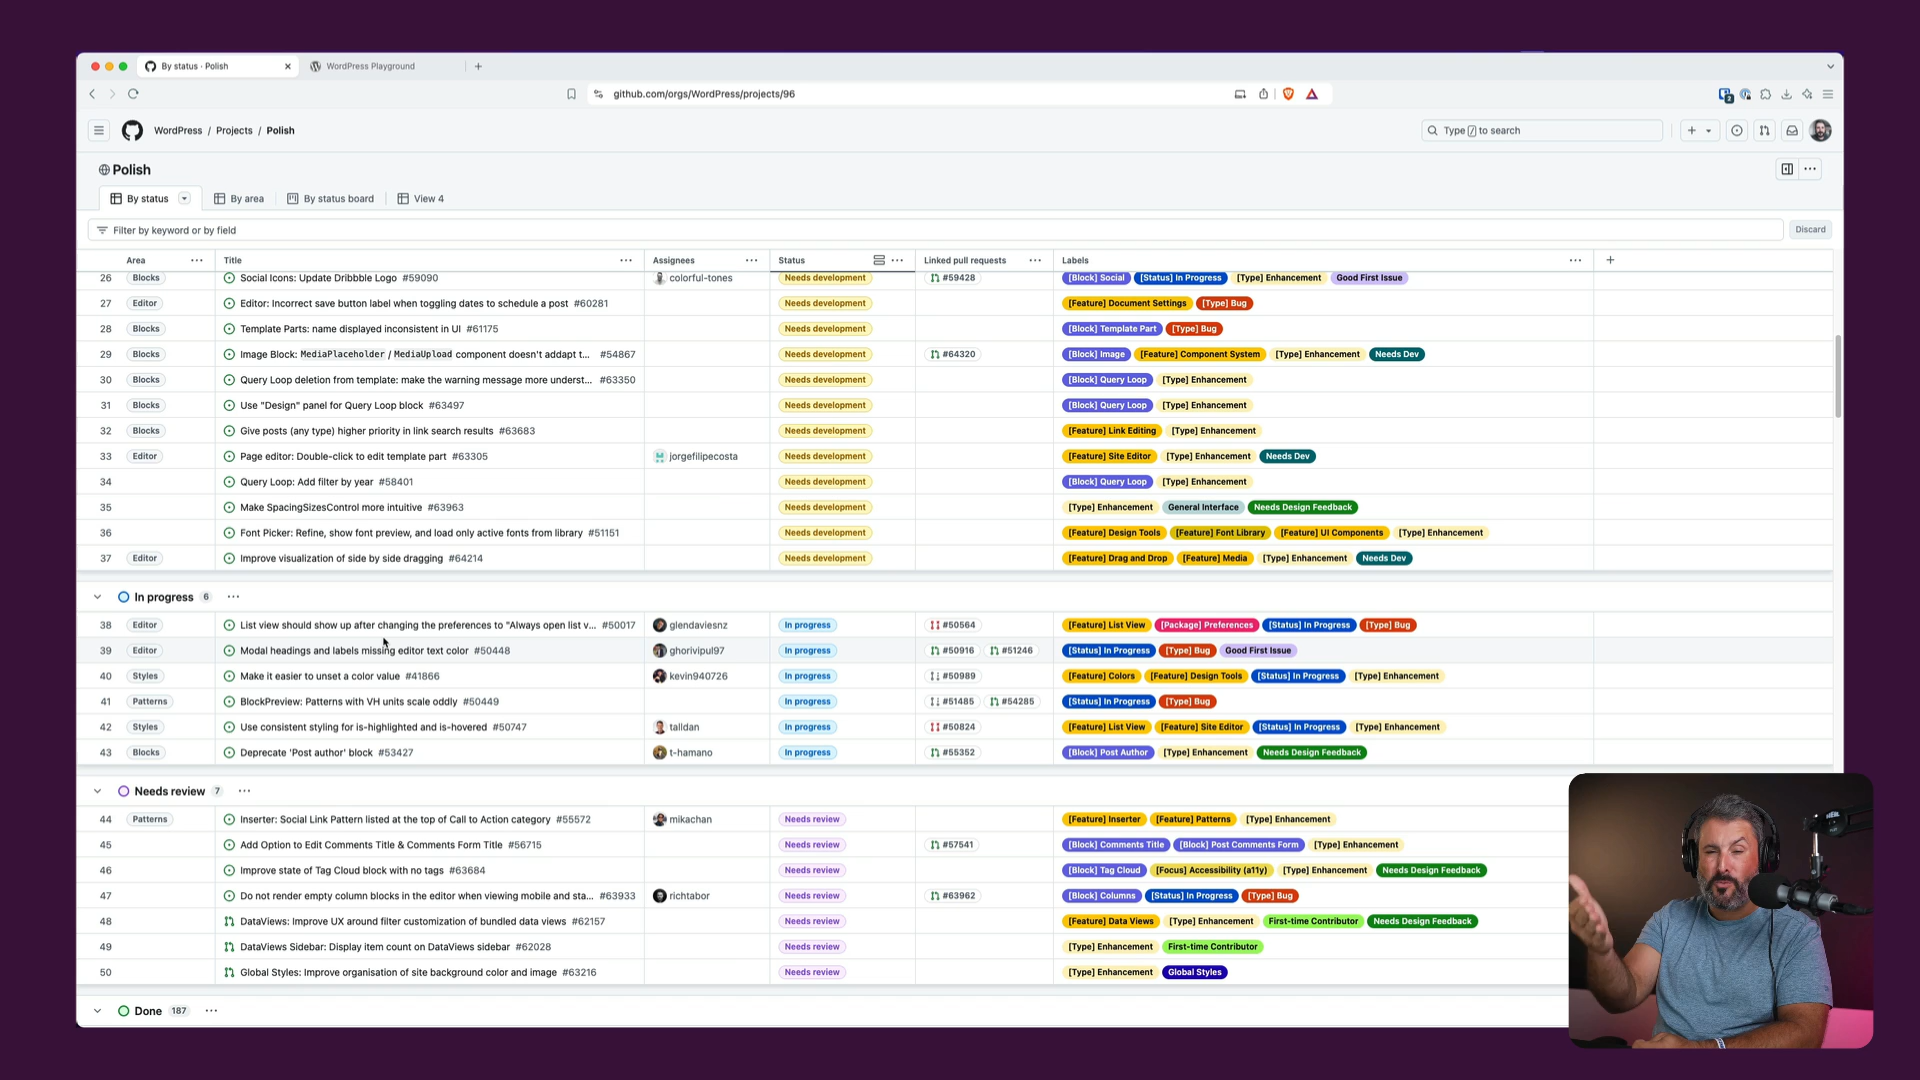 By status · Polish
WordPress Playground
github.com/orgs/WordPress/projects/96
2
WordPress / Projects / Polish
Type / to search
Polish
By status
By area
By status board
View 4
Filter by keyword or by field
Discard
Area Title Assignees Status Linked pull requests Labels
26 Blocks Social Icons: Update Dribbble Logo #59090 colorful-tones Needs development #59428 [Block] Social [Status] In Progress [Type] Enhancement Good First Issue
27 Editor Editor: Incorrect save button label when toggling dates to schedule a post #60281 Needs development [Feature] Document Settings [Type] Bug
28 Blocks Template Parts: name displayed inconsistent in UI #61175 Needs development [Block] Template Part [Type] Bug
29 Blocks Image Block: MediaPlaceholder / MediaUpload component doesn't addapt t... #54867 Needs development #64320 [Block] Image [Feature] Component System [Type] Enhancement Needs Dev
30 Blocks Query Loop deletion from template: make the warning message more underst... #63350 Needs development [Block] Query Loop [Type] Enhancement
31 Blocks Use "Design" panel for Query Loop block #63497 Needs development [Block] Query Loop [Type] Enhancement
32 Blocks Give posts (any type) higher priority in link search results #63683 Needs development [Feature] Link Editing [Type] Enhancement
33 Editor Page editor: Double-click to edit template part #63305 jorgefilipecosta Needs development [Feature] Site Editor [Type] Enhancement Needs Dev
34 Query Loop: Add filter by year #58401 Needs development [Block] Query Loop [Type] Enhancement
35 Make SpacingSizesControl more intuitive #63963 Needs development [Type] Enhancement General Interface Needs Design Feedback
36 Font Picker: Refine, show font preview, and load only active fonts from library #51151 Needs development [Feature] Design Tools [Feature] Font Library [Feature] UI Components [Type] Enhancement
37 Editor Improve visualization of side by side dragging #64214 Needs development [Feature] Drag and Drop [Feature] Media [Type] Enhancement Needs Dev
In progress 6
38 Editor List view should show up after changing the preferences to "Always open list v... #50017 glendaviesnz In progress #50564 [Feature] List View [Package] Preferences [Status] In Progress [Type] Bug
39 Editor Modal headings and labels missing editor text color #50448 ghorivipul97 In progress #50916 #51246 [Status] In Progress [Type] Bug Good First Issue
40 Styles Make it easier to unset a color value #41866 kevin940726 In progress #50989 [Feature] Colors [Feature] Design Tools [Status] In Progress [Type] Enhancement
41 Patterns BlockPreview: Patterns with VH units scale oddly #50449 In progress #51485 #54285 [Status] In Progress [Type] Bug
42 Styles Use consistent styling for is-highlighted and is-hovered #50747 talldan In progress #50824 [Feature] List View [Feature] Site Editor [Status] In Progress [Type] Enhancement
43 Blocks Deprecate 'Post author' block #53427 t-hamano In progress #55352 [Block] Post Author [Type] Enhancement Needs Design Feedback
Needs review 7
44 Patterns Inserter: Social Link Pattern listed at the top of Call to Action category #55572 mikachan Needs review [Feature] Inserter [Feature] Patterns [Type] Enhancement
45 Add Option to Edit Comments Title & Comments Form Title #56715 Needs review #57541 [Block] Comments Title [Block] Post Comments Form [Type] Enhancement
46 Improve state of Tag Cloud block with no tags #63684 Needs review [Block] Tag Cloud [Focus] Accessibility (a11y) [Type] Enhancement Needs Design Feedback
47 Do not render empty column blocks in the editor when viewing mobile and sta... #63933 richtabor Needs review #63962 [Block] Columns [Status] In Progress [Type] Bug
48 DataViews: Improve UX around filter customization of bundled data views #62157 Needs review [Feature] Data Views [Type] Enhancement First-time Contributor Needs Design Feedback
49 DataViews Sidebar: Display item count on DataViews sidebar #62028 Needs review [Type] Enhancement First-time Contributor
50 Global Styles: Improve organisation of site background color and image #63216 Needs review [Type] Enhancement Global Styles
Done 187